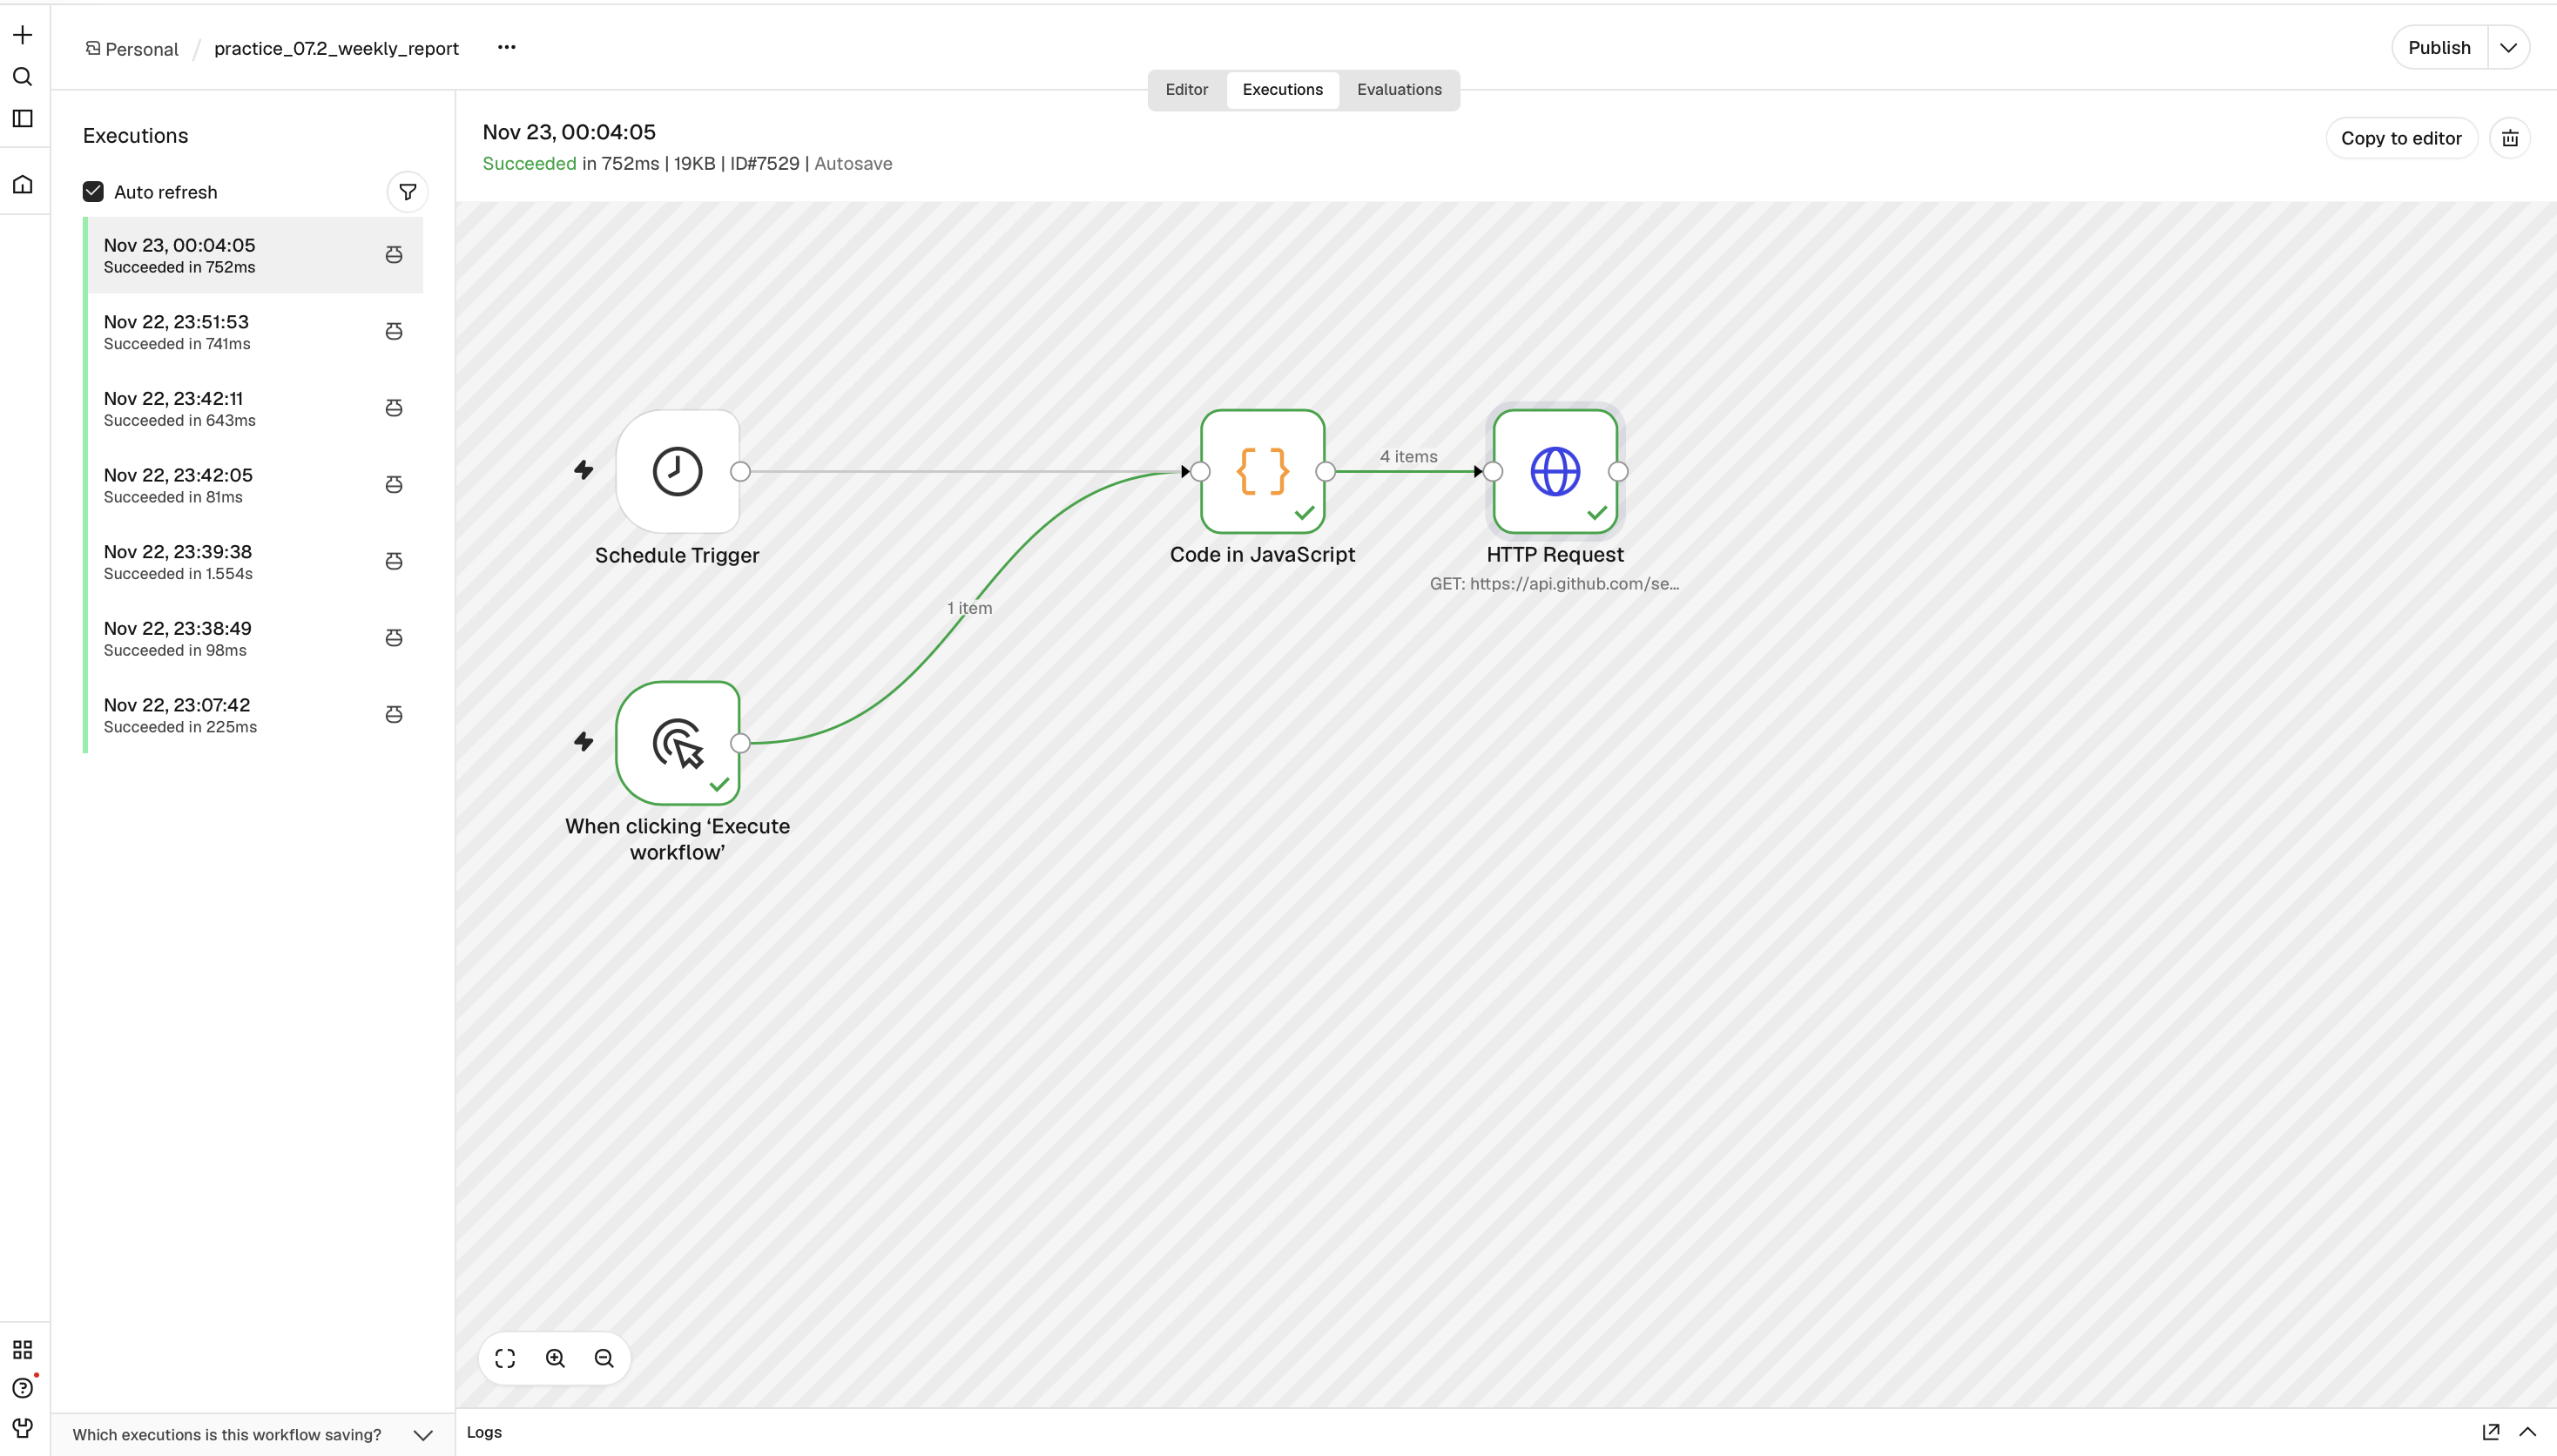 Personal / practice_07.2_weekly_report ...
Publish
Editor Executions Evaluations
Executions
Auto refresh
Nov 23, 00:04:05
Succeeded in 752ms
Nov 22, 23:51:53
Succeeded in 741ms
Nov 22, 23:42:11
Succeeded in 643ms
Nov 22, 23:42:05
Succeeded in 81ms
Nov 22, 23:39:38
Succeeded in 1.554s
Nov 22, 23:38:49
Succeeded in 98ms
Nov 22, 23:07:42
Succeeded in 225ms
Which executions is this workflow saving?
Nov 23, 00:04:05
Succeeded in 752ms | 19KB | ID#7529 | Autosave
Copy to editor
4 items
Schedule Trigger
Code in JavaScript
HTTP Request
GET: https://api.github.com/se...
1 item
When clicking ‘Execute
workflow’
Logs